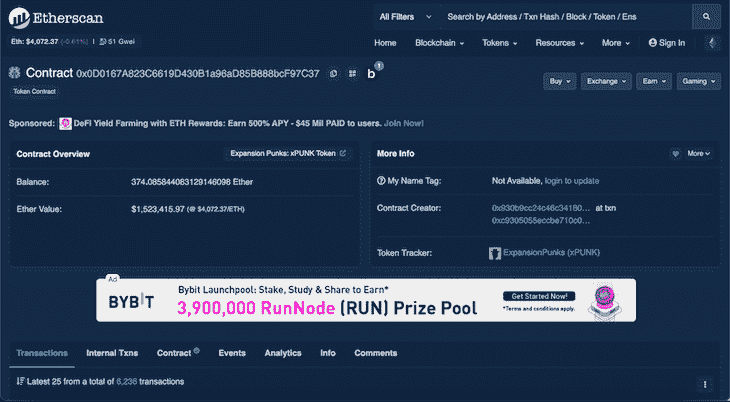 Etherscan
All Filters
Search by Address / Txn Hash / Block / Token / Ens
Eth: $4,072.37 (-0.61%) | 51 Gwei
Home Blockchain Tokens Resources More Sign In
Contract 0x0D0167A823C6619D430B1a96aD85B888bcF97C37 b 1
Buy Exchange Earn Gaming
Token Contract
Sponsored: DeFi Yield Farming with ETH Rewards: Earn 500% APY - $45 Mil PAID to users. Join Now!
Contract Overview
Expansion Punks: xPUNK Token
Balance: 374.085844083129146098 Ether
Ether Value: $1,523,415.97 (@ $4,072.37/ETH)
More Info
More
My Name Tag: Not Available, login to update
Contract Creator: 0x930b9cc24c46c34180... at txn
0xc9305055eccbe710c0...
Token Tracker: ExpansionPunks (xPUNK)
Ad
BYBIT
Bybit Launchpool: Stake, Study & Share to Earn*
3,900,000 RunNode (RUN) Prize Pool
Get Started Now!
*Terms and conditions apply.
Transactions Internal Txns Contract Events Analytics Info Comments
Latest 25 from a total of 6,236 transactions